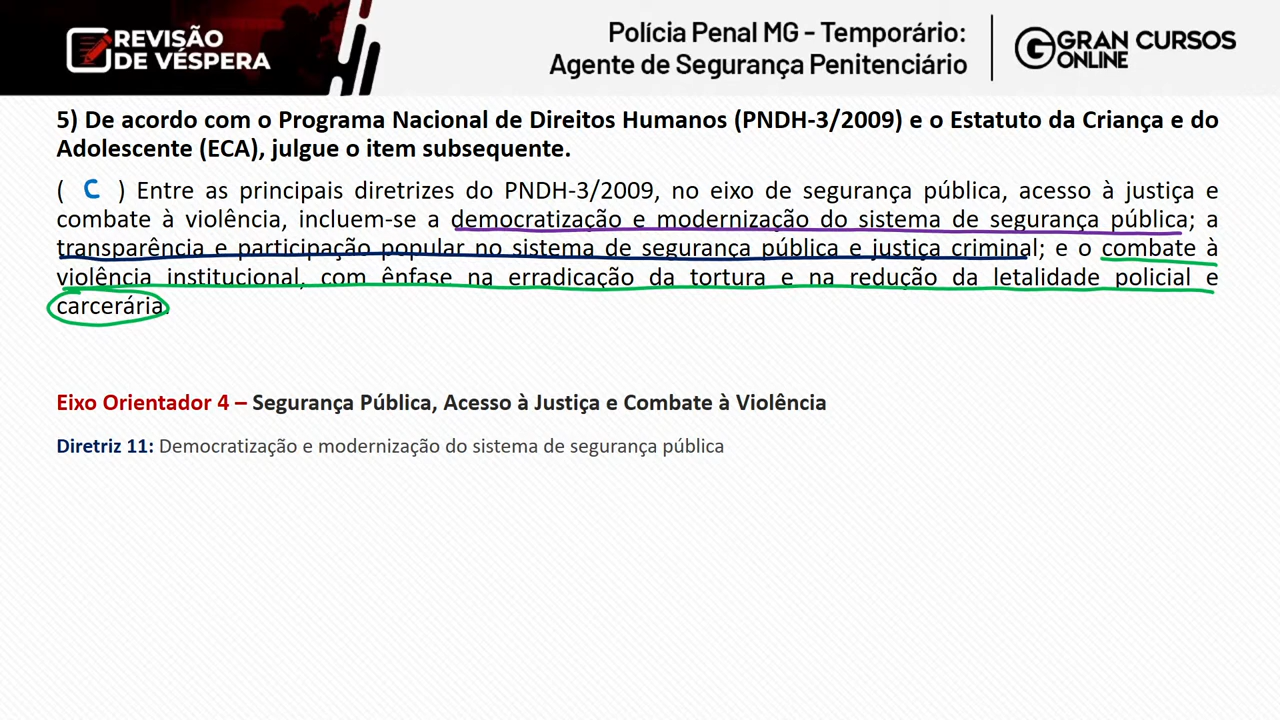 REVISÃO
DE VÉSPERA
Polícia Penal MG - Temporário:
Agente de Segurança Penitenciário
GRAN CURSOS
ONLINE
5) De acordo com o Programa Nacional de Direitos Humanos (PNDH-3/2009) e o Estatuto da Criança e do
Adolescente (ECA), julgue o item subsequente.
( C ) Entre as principais diretrizes do PNDH-3/2009, no eixo de segurança pública, acesso à justiça e
combate à violência, incluem-se a democratização e modernização do sistema de segurança pública; a
transparência e participação popular no sistema de segurança pública e justiça criminal; e o combate à
violência institucional, com ênfase na erradicação da tortura e na redução da letalidade policial e
carcerária.
Eixo Orientador 4 – Segurança Pública, Acesso à Justiça e Combate à Violência
Diretriz 11: Democratização e modernização do sistema de segurança pública